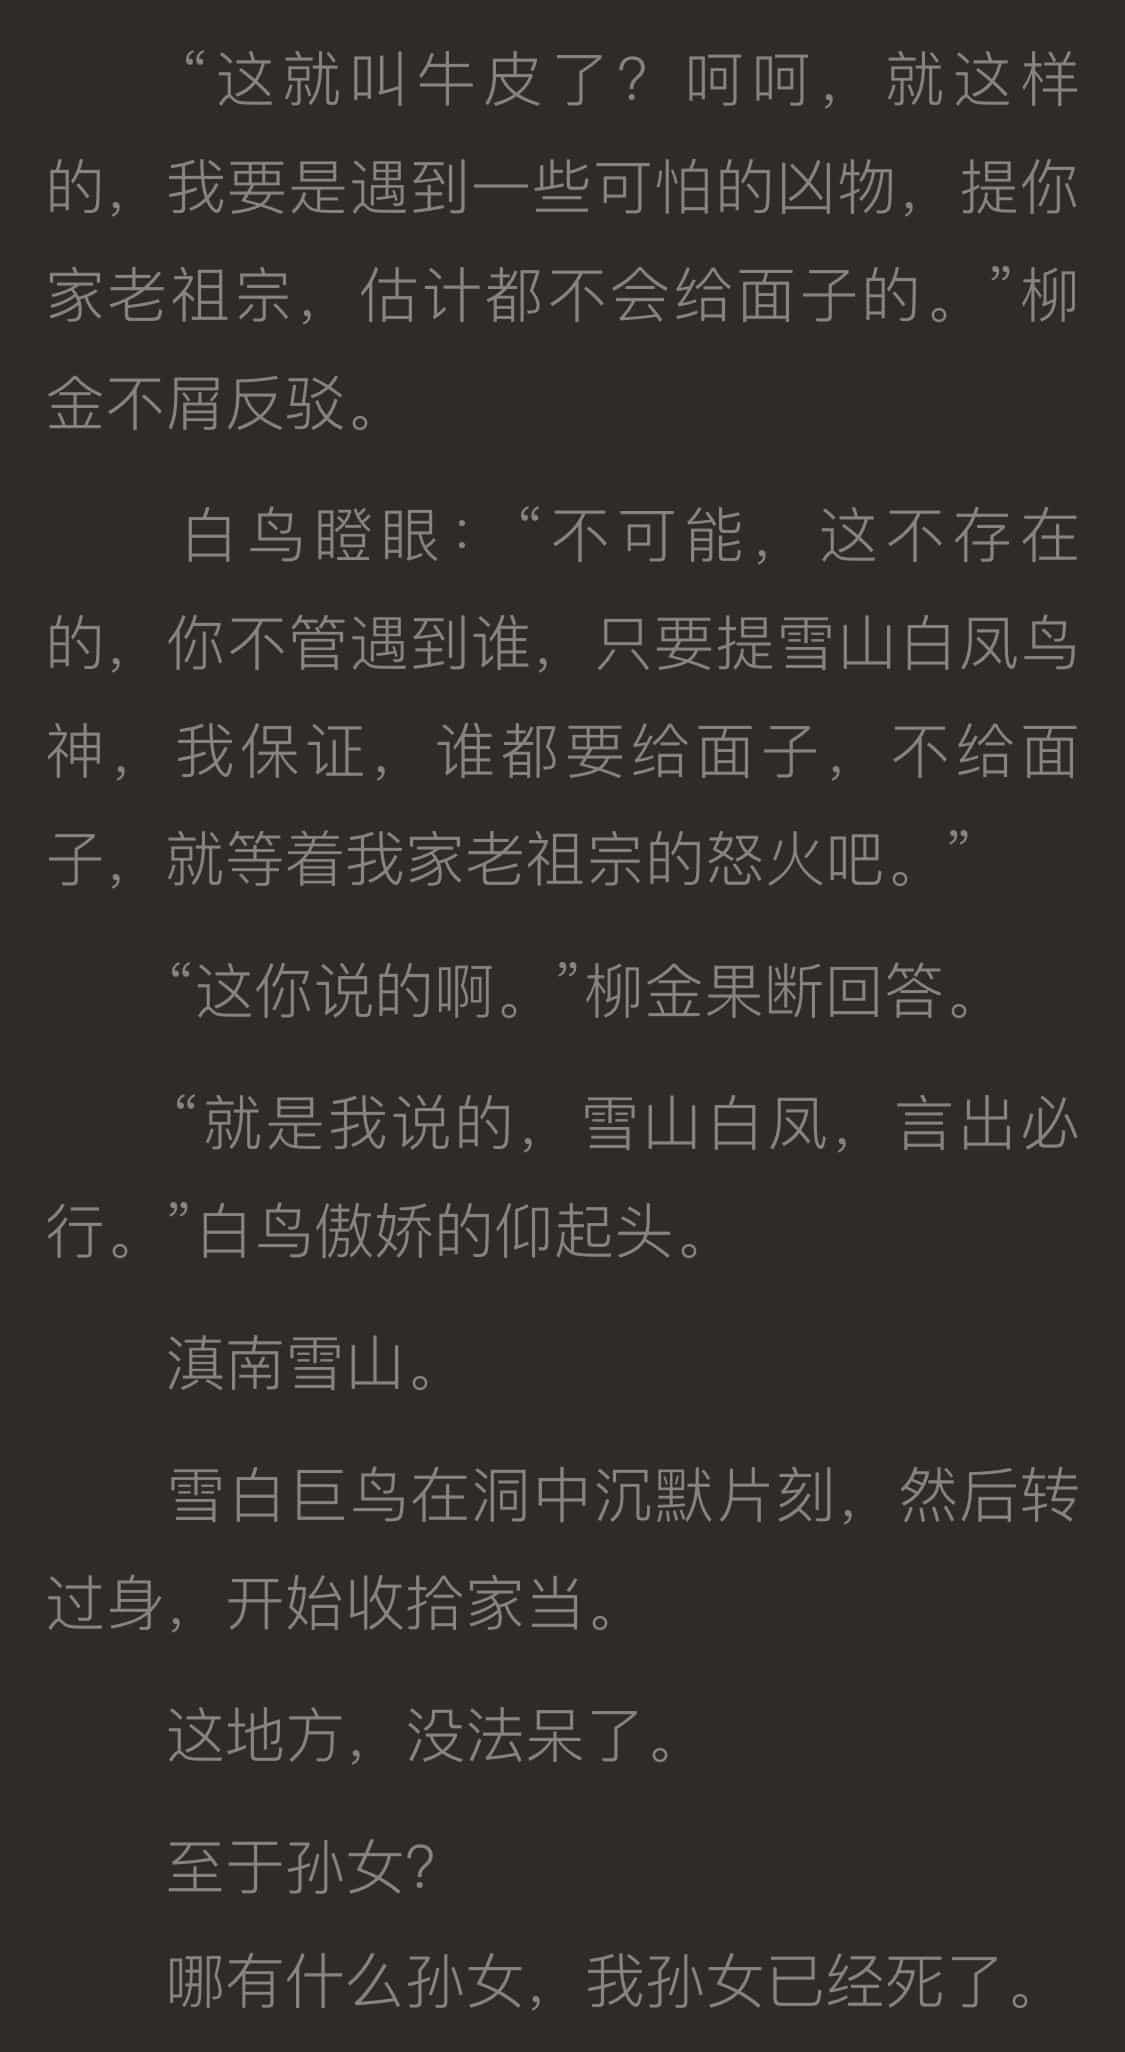 “这就叫牛皮了？呵呵，就这样
的，我要是遇到一些可怕的凶物，提你
家老祖宗，估计都不会给面子的。”柳
金不屑反驳。
白鸟瞪眼：“不可能，这不存在
的，你不管遇到谁，只要提雪山白凤鸟
神，我保证，谁都要给面子，不给面
子，就等着我家老祖宗的怒火吧。”
“这你说的啊。”柳金果断回答。
“就是我说的，雪山白凤，言出必
行。”白鸟傲娇的仰起头。
滇南雪山。
雪白巨鸟在洞中沉默片刻，然后转
过身，开始收拾家当。
这地方，没法呆了。
至于孙女？
哪有什么孙女，我孙女已经死了。